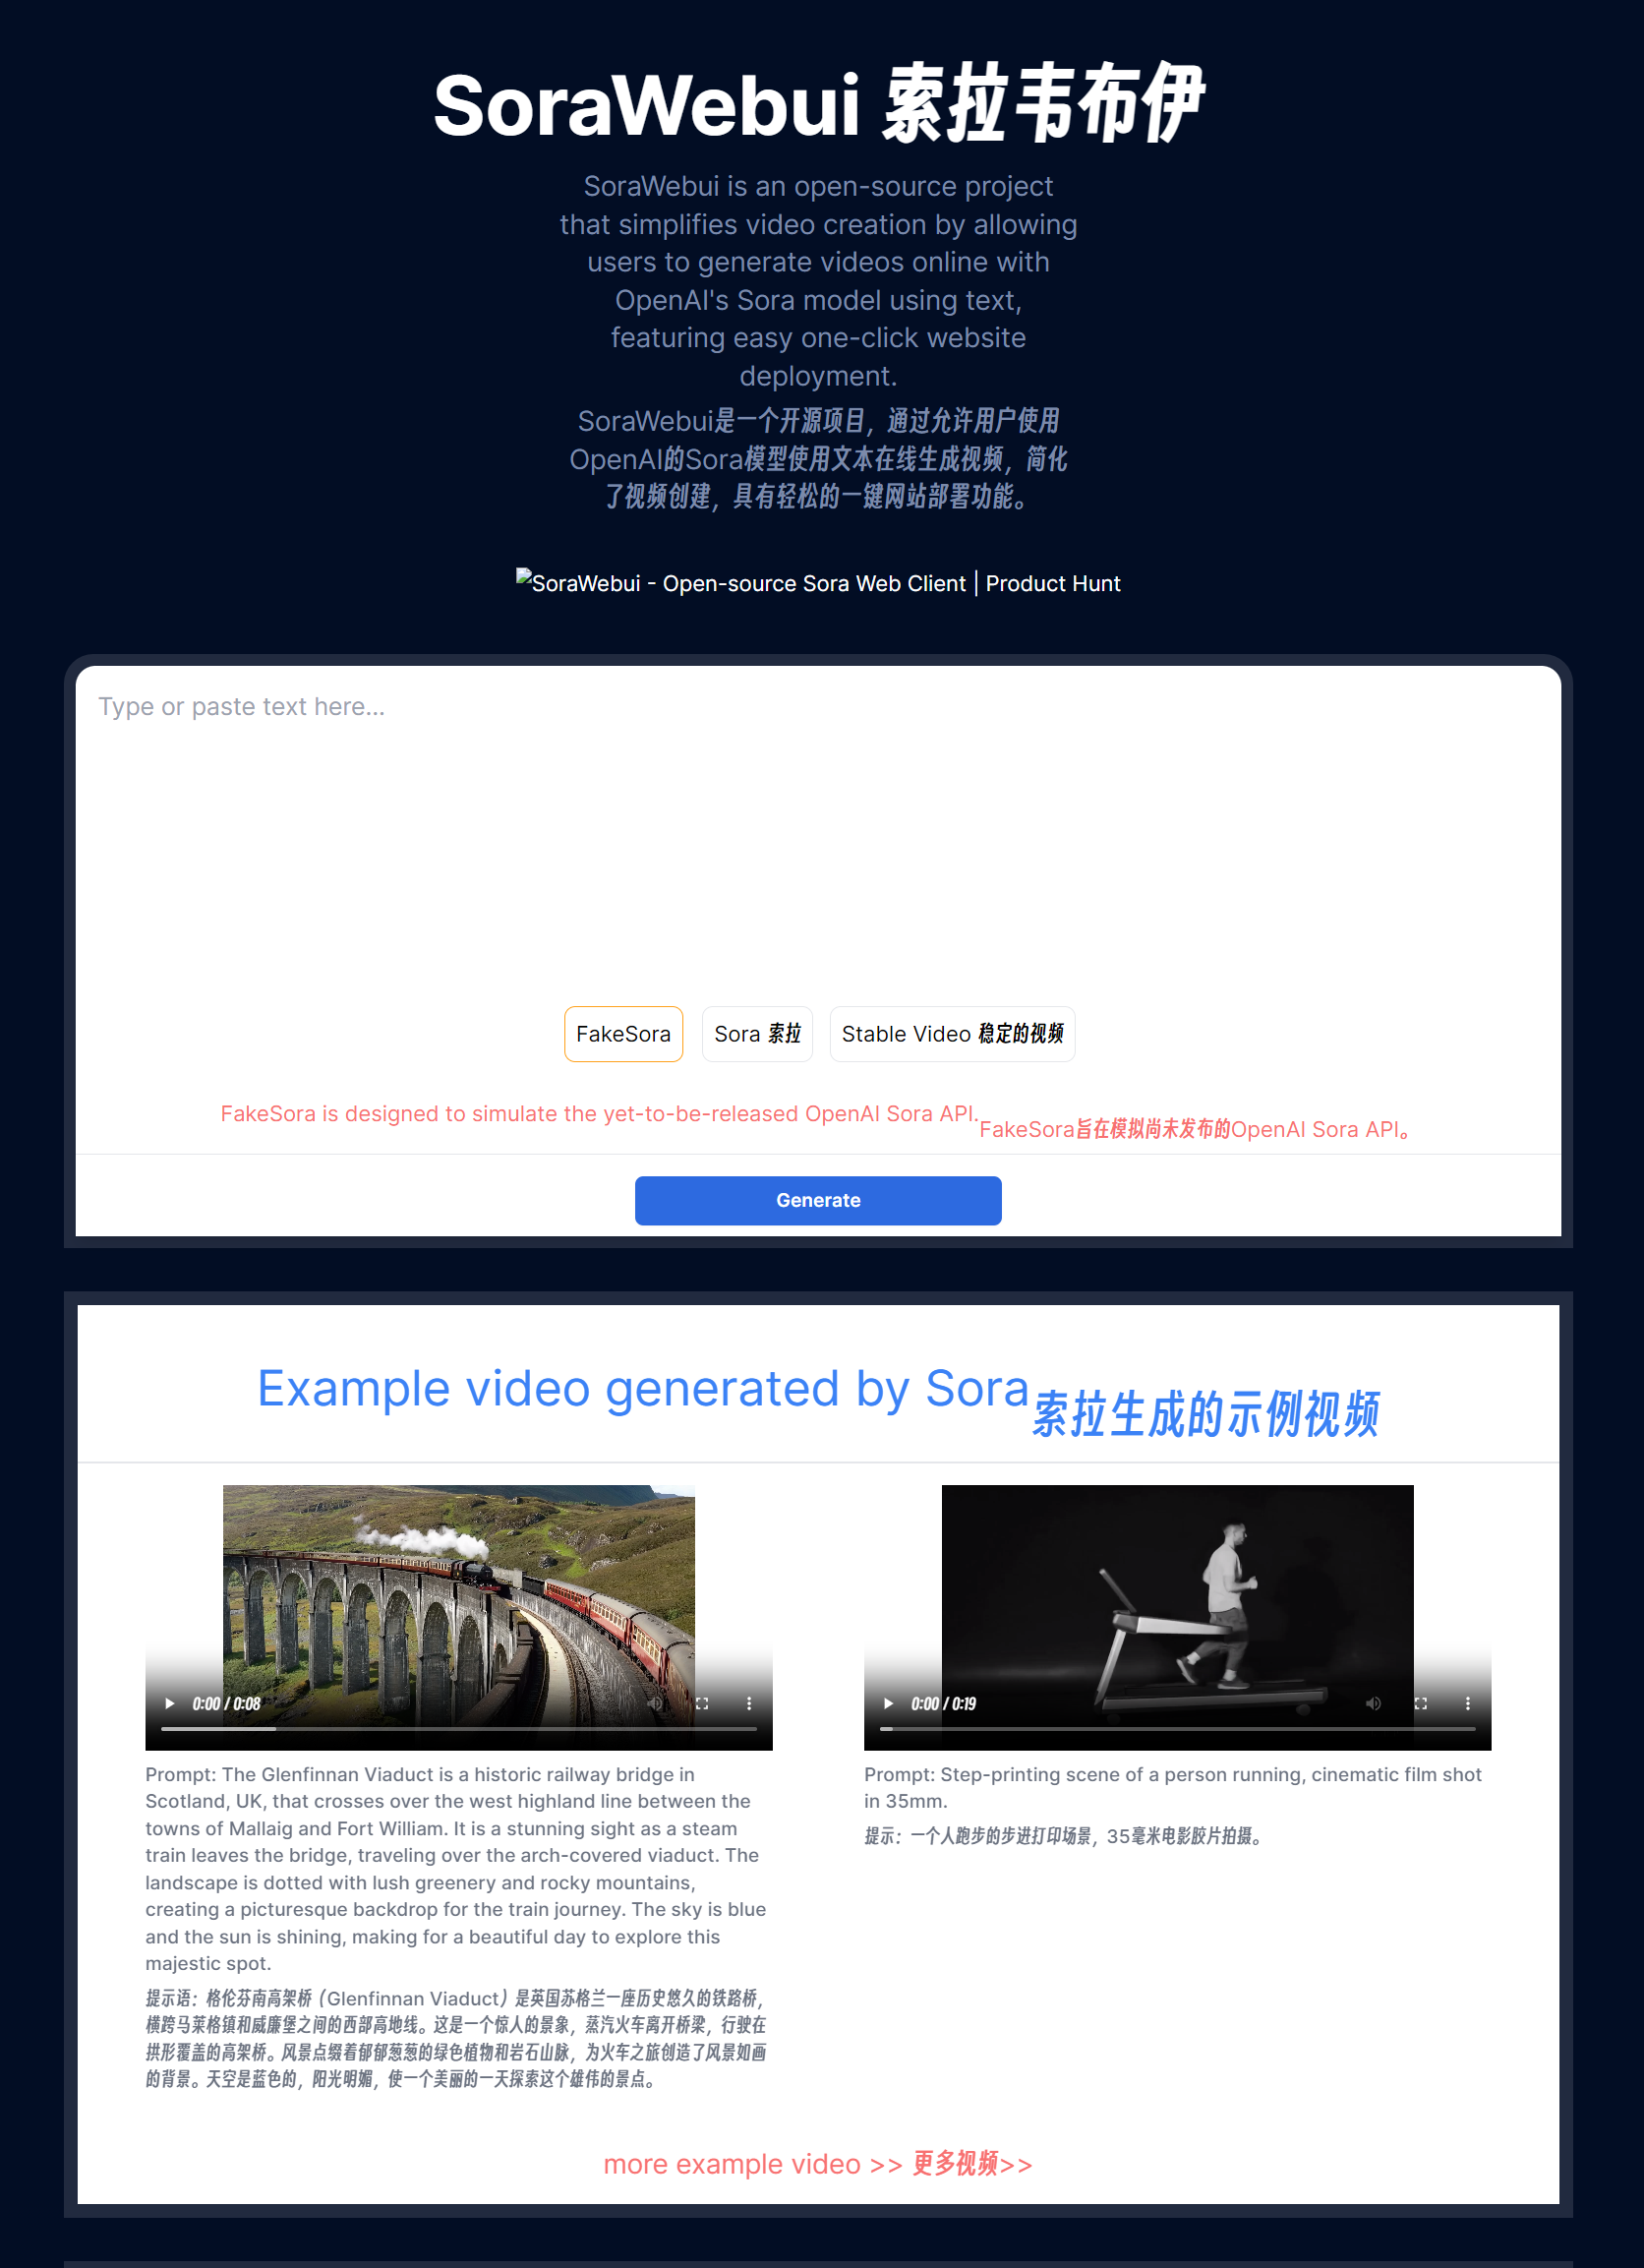 SoraWebui 索拉韦布伊
SoraWebui is an open-source project
that simplifies video creation by allowing
users to generate videos online with
OpenAI's Sora model using text,
featuring easy one-click website
deployment.
SoraWebui是一个开源项目，通过允许用户使用
OpenAI的Sora模型使用文本在线生成视频，简化
了视频创建，具有轻松的一键网站部署功能。
SoraWebui - Open-source Sora Web Client | Product Hunt
Type or paste text here...
FakeSora
Sora 索拉
Stable Video 稳定的视频
FakeSora is designed to simulate the yet-to-be-released OpenAI Sora API.FakeSora旨在模拟尚未发布的OpenAI Sora API。
Generate
Example video generated by Sora索拉生成的示例视频
0:00 / 0:08
Prompt: The Glenfinnan Viaduct is a historic railway bridge in
Scotland, UK, that crosses over the west highland line between the
towns of Mallaig and Fort William. It is a stunning sight as a steam
train leaves the bridge, traveling over the arch-covered viaduct. The
landscape is dotted with lush greenery and rocky mountains,
creating a picturesque backdrop for the train journey. The sky is blue
and the sun is shining, making for a beautiful day to explore this
majestic spot.
提示语：格伦芬南高架桥（Glenfinnan Viaduct）是英国苏格兰一座历史悠久的铁路桥，
横跨马莱格镇和威廉堡之间的西部高地线。这是一个惊人的景象，蒸汽火车离开桥梁，行驶在
拱形覆盖的高架桥。风景点缀着郁郁葱葱的绿色植物和岩石山脉，为火车之旅创造了风景如画
的背景。天空是蓝色的，阳光明媚，使一个美丽的一天探索这个雄伟的景点。
0:00 / 0:19
Prompt: Step-printing scene of a person running, cinematic film shot
in 35mm.
提示：一个人跑步的步进打印场景，35毫米电影胶片拍摄。
more example video >> 更多视频>>